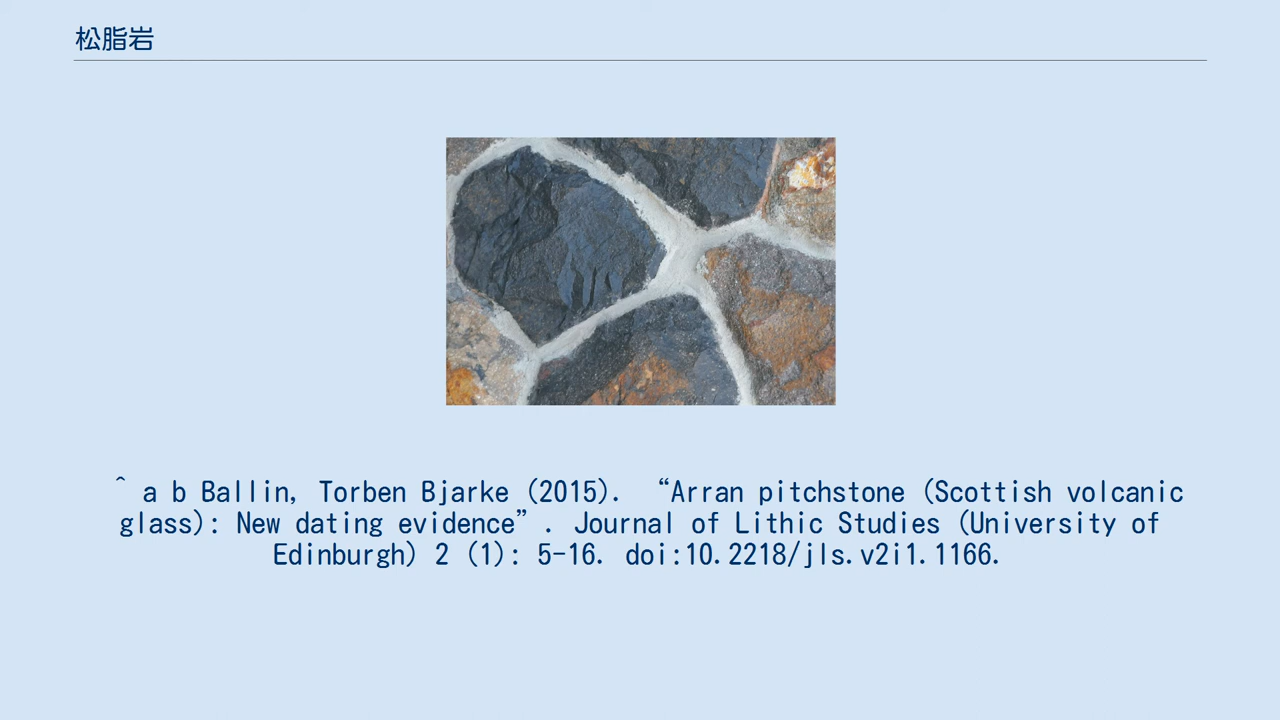 松脂岩
^ a b Ballin, Torben Bjarke (2015). “Arran pitchstone (Scottish volcanic
glass): New dating evidence”. Journal of Lithic Studies (University of
Edinburgh) 2 (1): 5-16. doi:10.2218/jls.v2i1.1166.